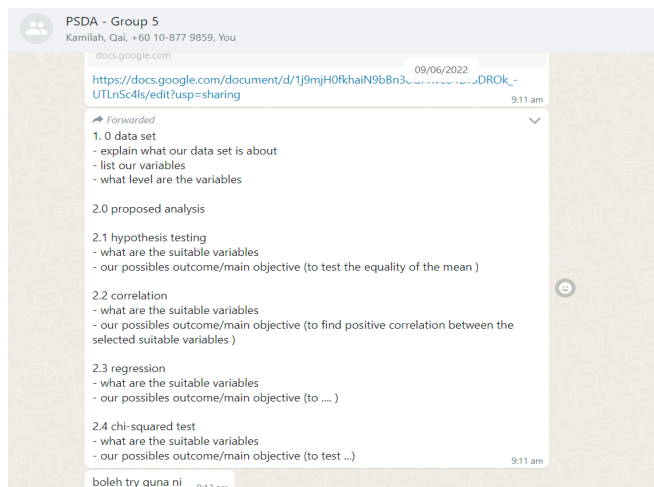 PSDA - Group 5
Kamilah, Qai, +60 10-877 9859, You
docs.google.com
09/06/2022
https://docs.google.com/document/d/1j9mjH0fkhaiN9bBn3
UTLnSc4ls/edit?usp=sharing
9:11 am
Forwarded
1. 0 data set
- explain what our data set is about
- list our variables
- what level are the variables
2.0 proposed analysis
2.1 hypothesis testing
- what are the suitable variables
- our possibles outcome/main objective (to test the equality of the mean )
2.2 correlation
- what are the suitable variables
- our possibles outcome/main objective (to find positive correlation between the
selected suitable variables )
2.3 regression
- what are the suitable variables
- our possibles outcome/main objective (to .... )
2.4 chi-squared test
- what are the suitable variables
- our possibles outcome/main objective (to test ...)
9:11 am
boleh try guna ni